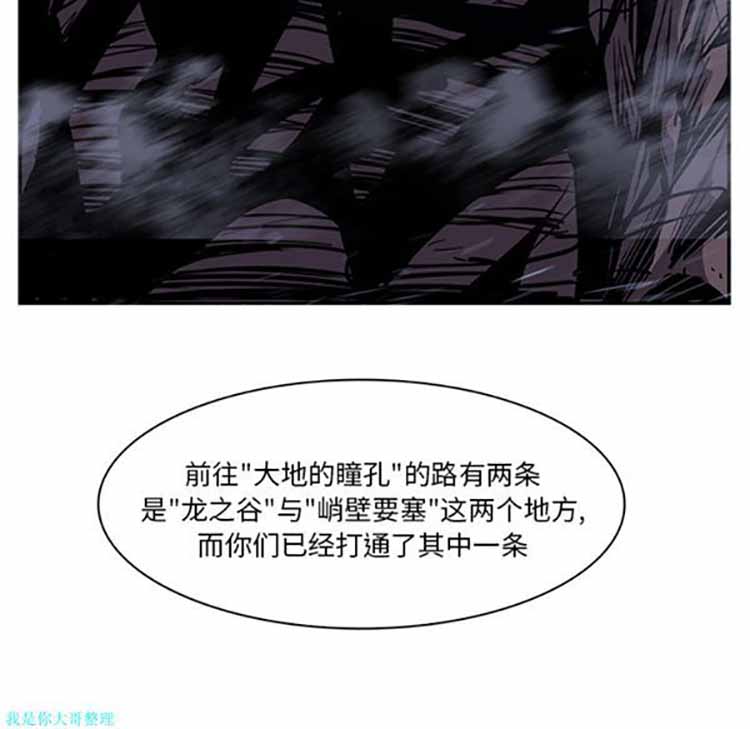 前往"大地的瞳孔"的路有两条
是"龙之谷"与"峭壁要塞"这两个地方,
而你们已经打通了其中一条
我是你大哥整理